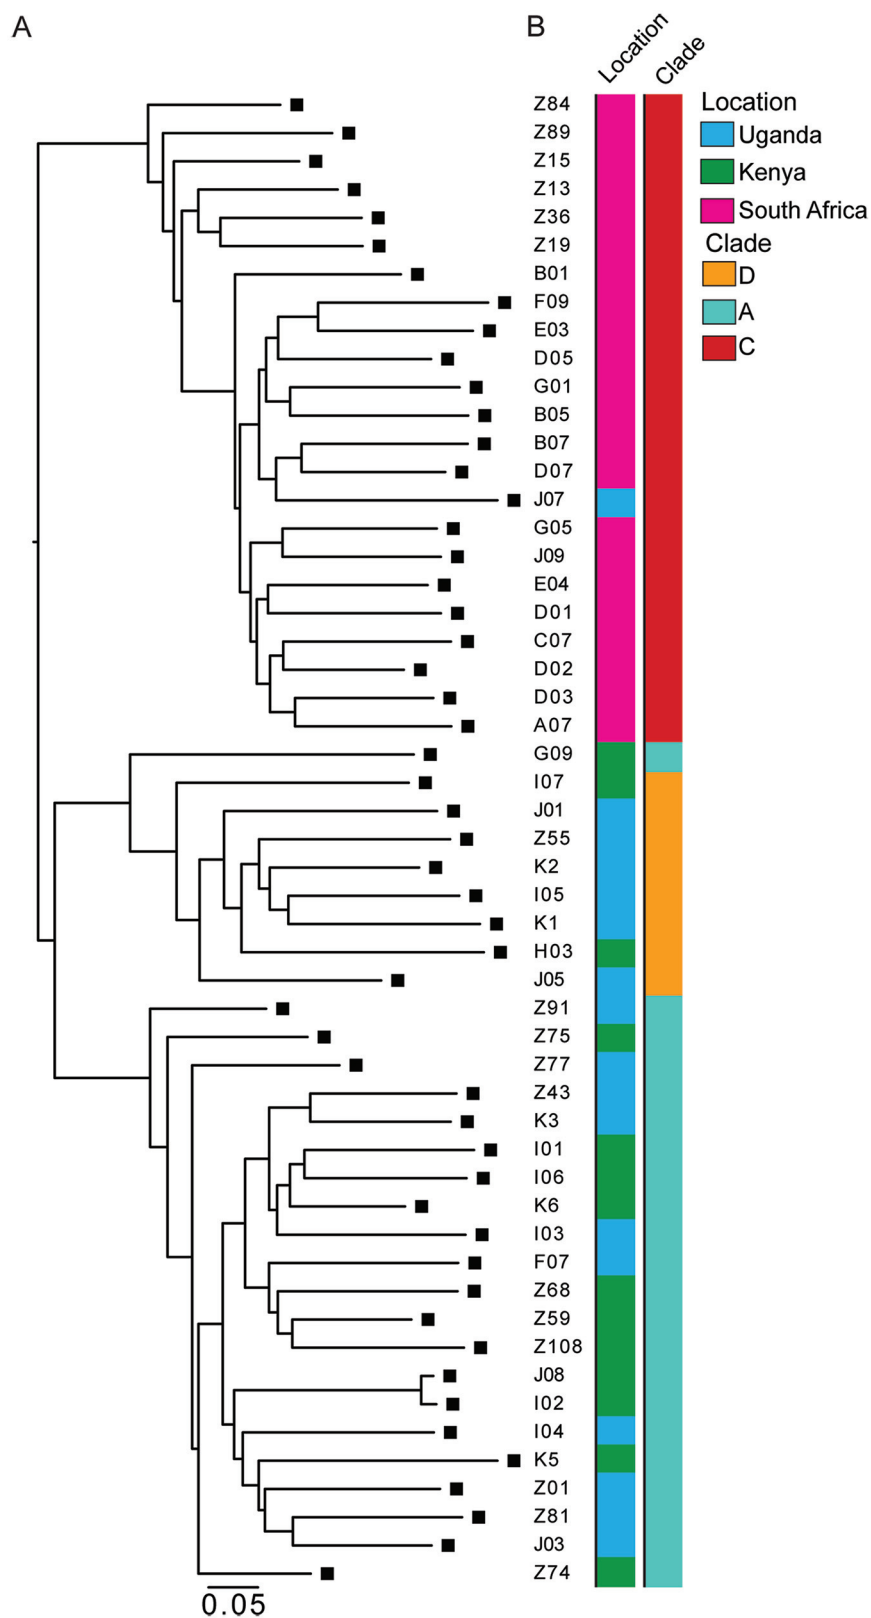 A
B
Location
Clade
Z84
Z89
Z15
Z13
Z36
Z19
B01
F09
E03
D05
G01
B05
B07
D07
J07
G05
J09
E04
D01
C07
D02
D03
A07
G09
I07
J01
Z55
K2
I05
K1
H03
J05
Z91
Z75
Z77
Z43
K3
I01
I06
K6
I03
F07
Z68
Z59
Z108
J08
I02
I04
K5
Z01
Z81
J03
Z74
0.05
Location
Uganda
Kenya
South Africa
Clade
D
A
C